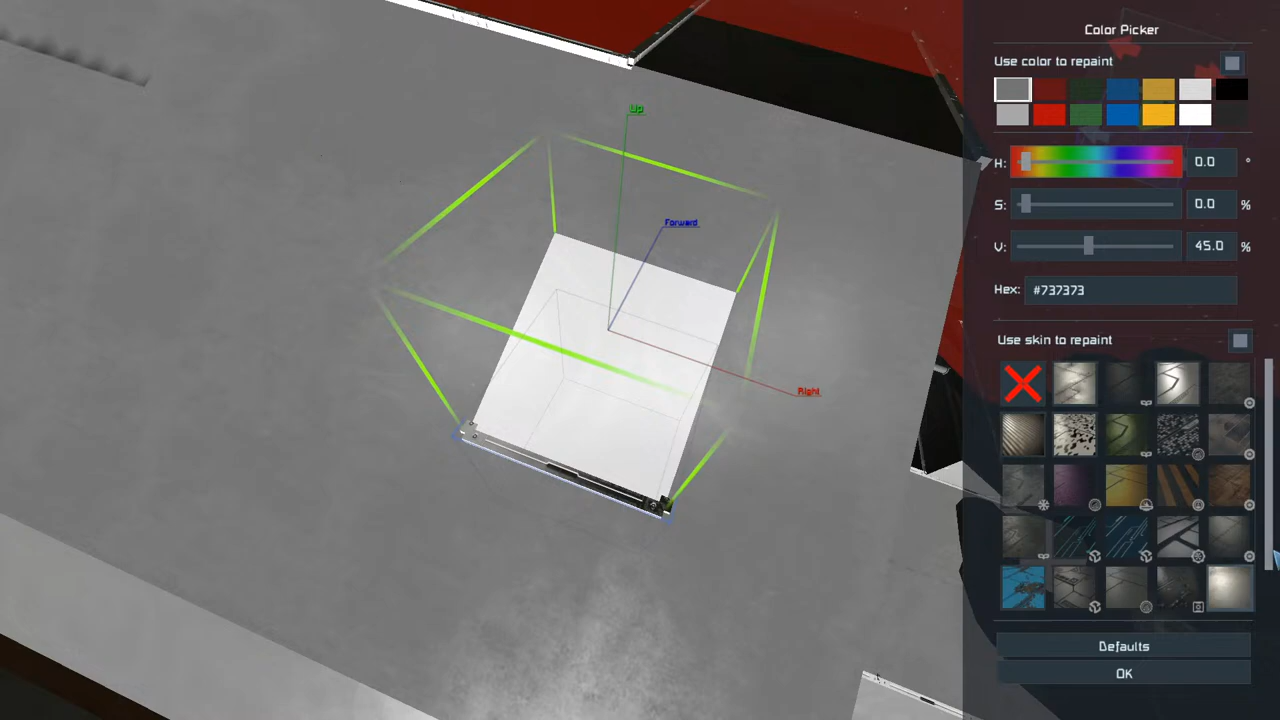 Color Picker
Use color to repaint
H: 0.0 °
S: 0.0 %
V: 45.0 %
Hex: #737373
Use skin to repaint
Defaults
OK
Up
Forward
Right